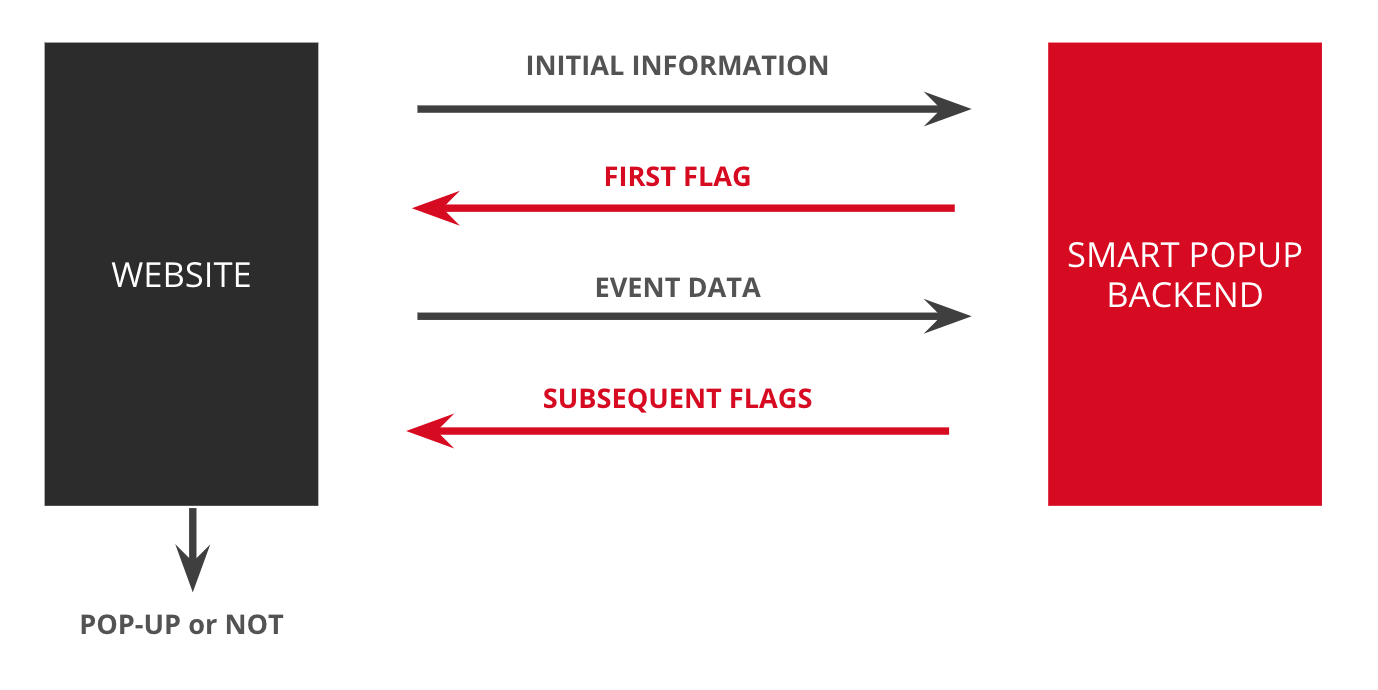 INITIAL INFORMATION
FIRST FLAG
WEBSITE
EVENT DATA
SMART POPUP
BACKEND
SUBSEQUENT FLAGS
POP-UP or NOT